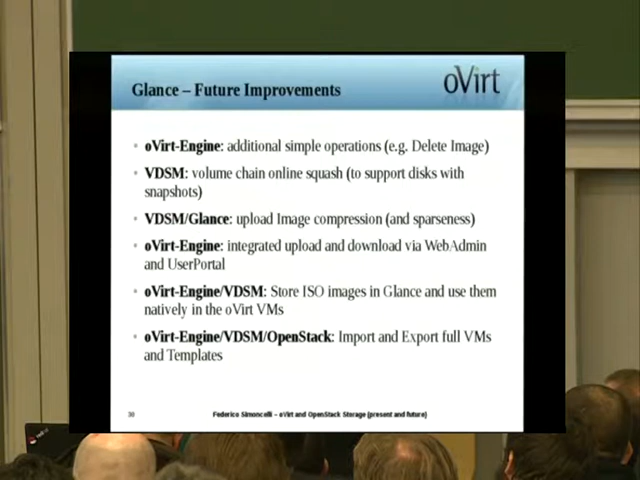 Glance – Future Improvements
oVirt
oVirt-Engine: additional simple operations (e.g. Delete Image)
VDSM: volume chain online squash (to support disks with
snapshots)
VDSM/Glance: upload Image compression (and sparseness)
oVirt-Engine: integrated upload and download via WebAdmin
and UserPortal
oVirt-Engine/VDSM: Store ISO images in Glance and use them
natively in the oVirt VMs
oVirt-Engine/VDSM/OpenStack: Import and Export full VMs
and Templates
30
Federico Simoncelli – oVirt and OpenStack Storage (present and future)